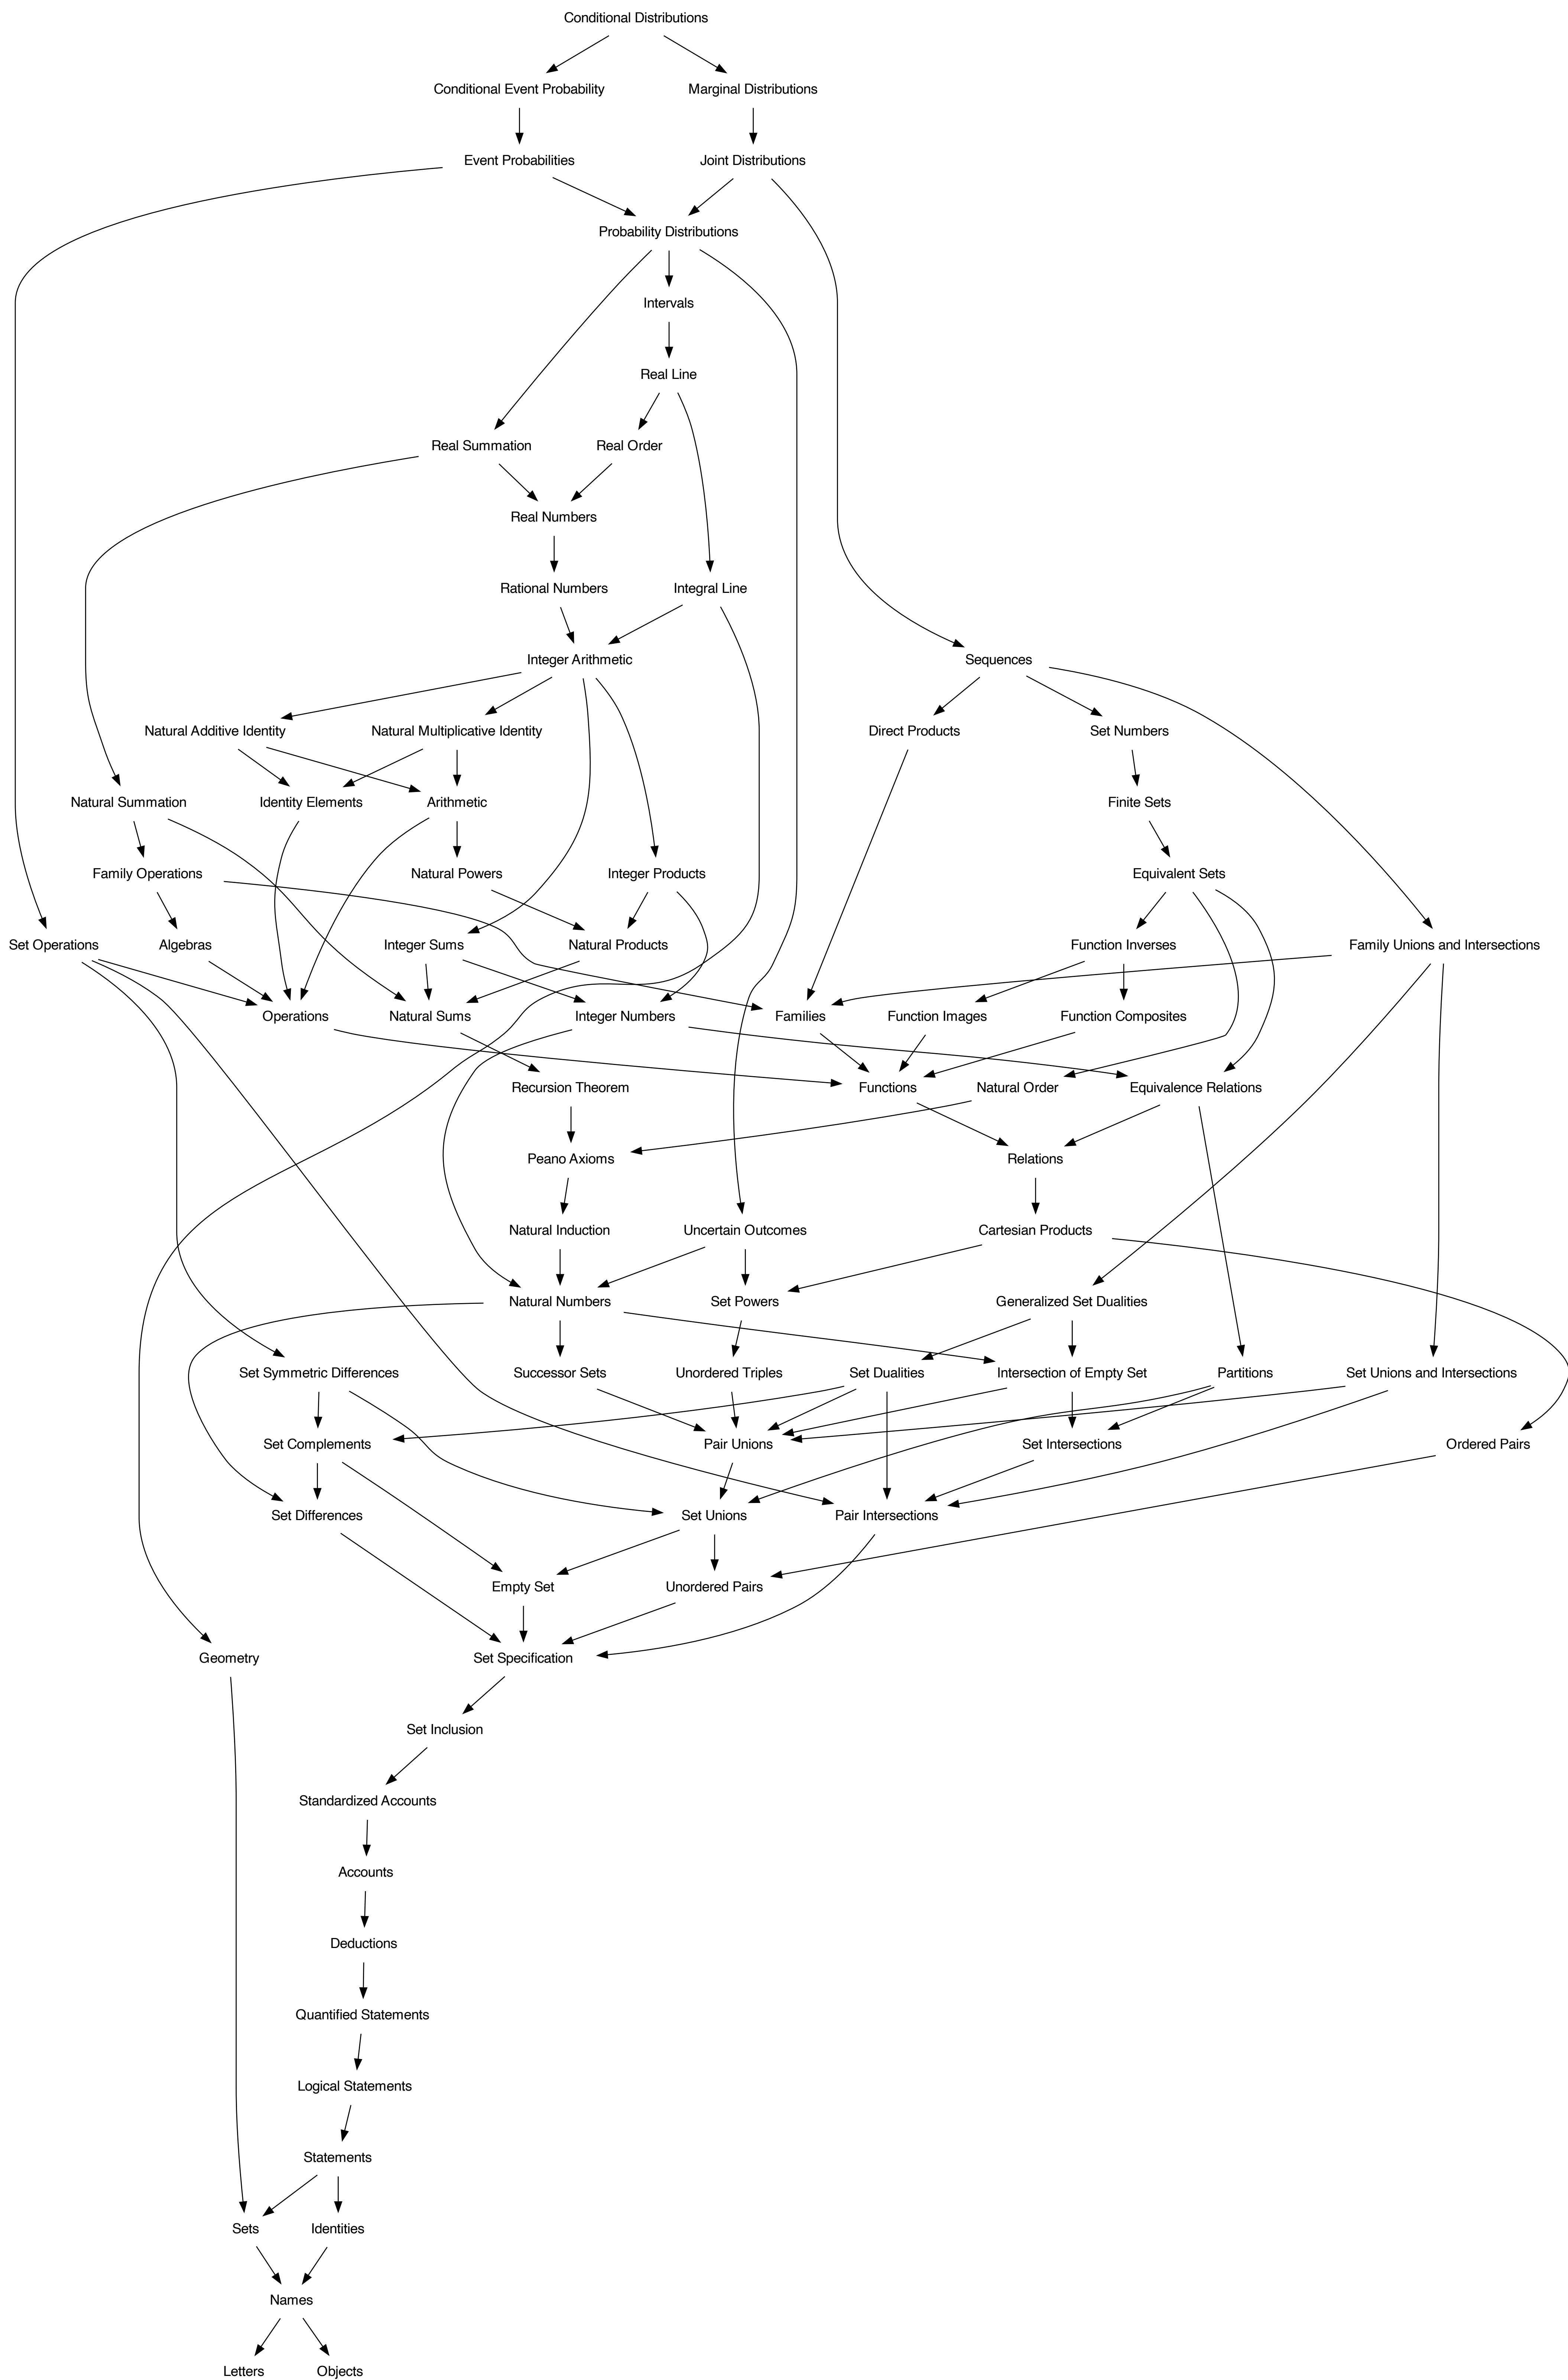 Conditional Distributions
Conditional Event Probability
Marginal Distributions
Event Probabilities
Joint Distributions
Probability Distributions
Intervals
Real Line
Real Summation
Real Order
Real Numbers
Rational Numbers
Integral Line
Integer Arithmetic
Sequences
Natural Additive Identity
Natural Multiplicative Identity
Direct Products
Set Numbers
Natural Summation
Identity Elements
Arithmetic
Finite Sets
Family Operations
Natural Powers
Integer Products
Equivalent Sets
Set Operations
Algebras
Integer Sums
Natural Products
Function Inverses
Family Unions and Intersections
Operations
Natural Sums
Integer Numbers
Families
Function Images
Function Composites
Recursion Theorem
Functions
Natural Order
Equivalence Relations
Peano Axioms
Relations
Natural Induction
Uncertain Outcomes
Cartesian Products
Natural Numbers
Set Powers
Generalized Set Dualities
Set Symmetric Differences
Successor Sets
Unordered Triples
Set Dualities
Intersection of Empty Set
Partitions
Set Unions and Intersections
Set Complements
Pair Unions
Set Intersections
Ordered Pairs
Set Differences
Set Unions
Pair Intersections
Empty Set
Unordered Pairs
Geometry
Set Specification
Set Inclusion
Standardized Accounts
Accounts
Deductions
Quantified Statements
Logical Statements
Statements
Sets
Identities
Names
Letters
Objects